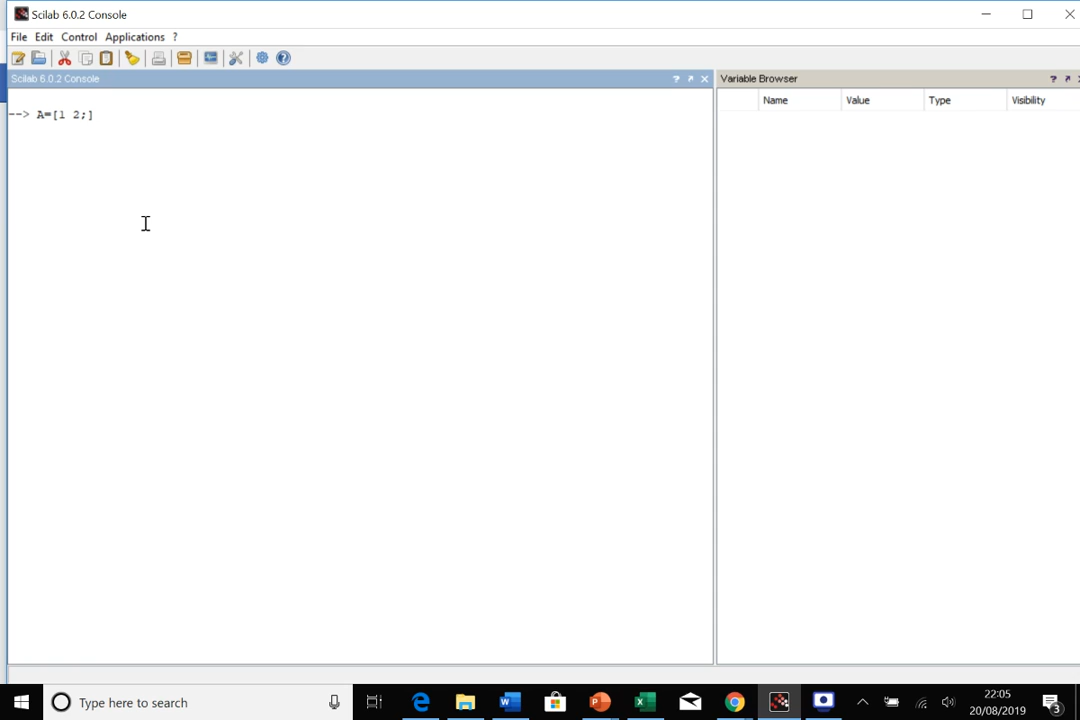 Scilab 6.0.2 Console
File Edit Control Applications ?
Scilab 6.0.2 Console ?
Variable Browser ?
Name Value Type Visibility
--> A=[1 2;]
Type here to search
22:05
20/08/2019
3